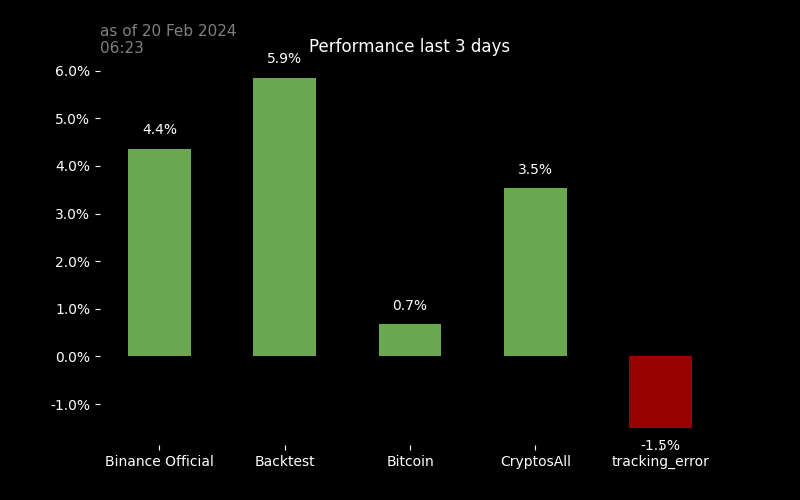 as of 20 Feb 2024
06:23
Performance last 3 days
6.0%
5.0%
4.0%
3.0%
2.0%
1.0%
0.0%
-1.0%
4.4%
5.9%
0.7%
3.5%
-1.5%
Binance Official
Backtest
Bitcoin
CryptosAll
tracking_error